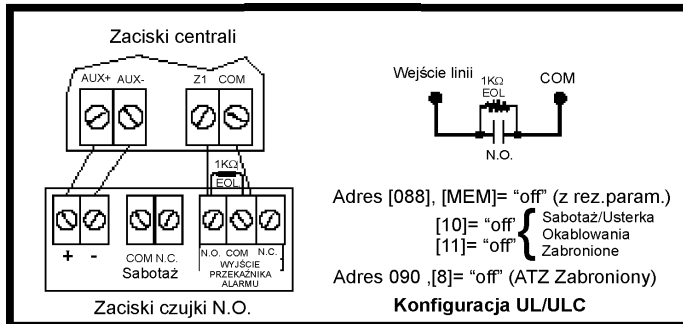 Zaciski centrali
AUX+ AUX-
Z1 COM
1KΩ
EOL
+ -
COM N.C.
Sabotaż
N.O. COM N.C.
WYJŚCIE
PRZEKAŹNIKA
ALARMU
Zaciski czujki N.O.
Wejście linii
1KΩ
EOL
COM
N.O.
Adres [088], [MEM]= “off” (z rez.param.)
[10]= “off’
[11]= “off”
Sabotaż/Usterka
Okablowania
Zabronione
Adres 090 ,[8]= “off” (ATZ Zabroniony)
Konfiguracja UL/ULC